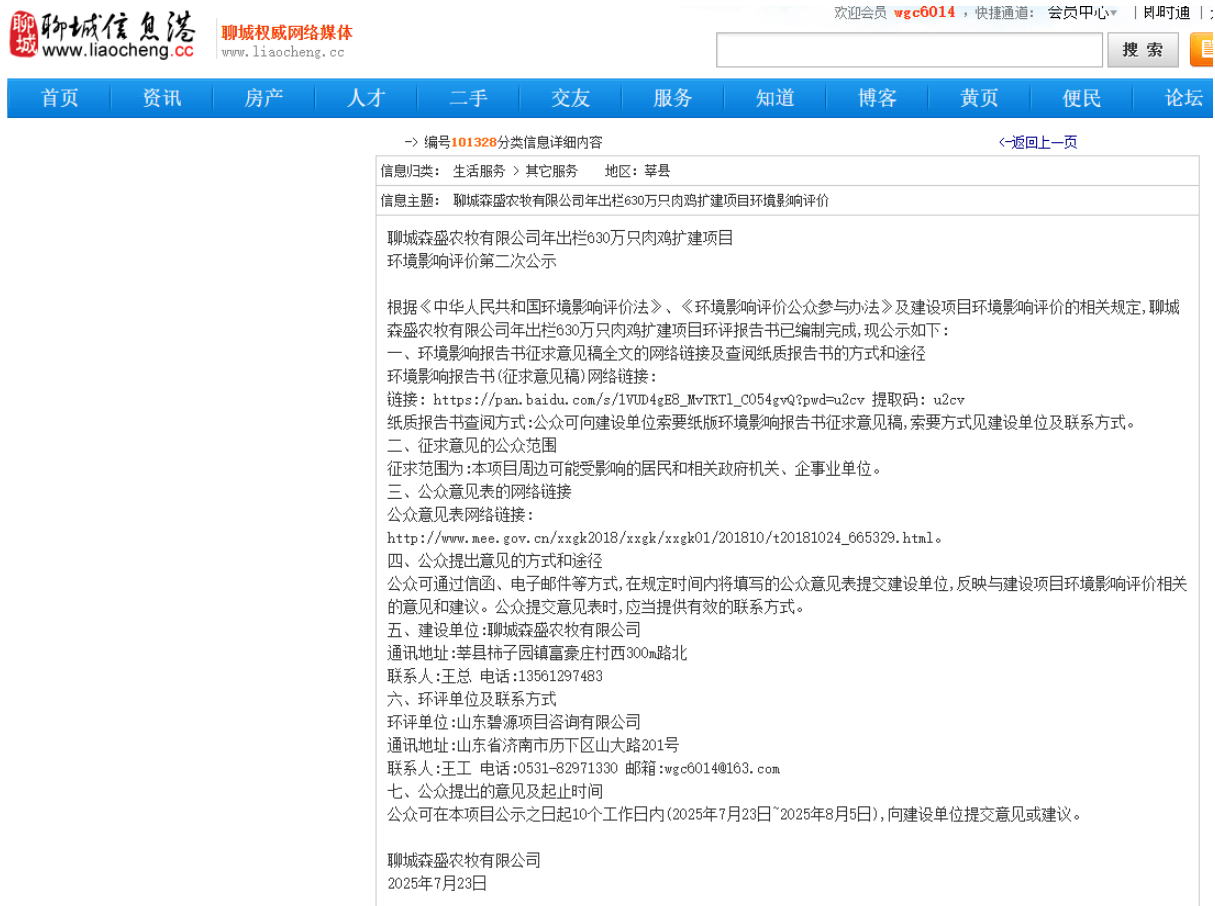 聊城 聊城信息港
www.liaocheng.cc
聊城权威网络媒体
www.liaocheng.cc
欢迎会员 wgc6014 ，快捷通道： 会员中心 | 即时通 |
搜 索
首页 资讯 房产 人才 二手 交友 服务 知道 博客 黄页 便民 论坛
-> 编号101328分类信息详细内容 <-返回上一页
信息归类： 生活服务 > 其它服务 地区：莘县
信息主题： 聊城森盛农牧有限公司年出栏630万只肉鸡扩建项目环境影响评价
聊城森盛农牧有限公司年出栏630万只肉鸡扩建项目
环境影响评价第二次公示
根据《中华人民共和国环境影响评价法》、《环境影响评价公众参与办法》及建设项目环境影响评价的相关规定,聊城
森盛农牧有限公司年出栏630万只肉鸡扩建项目环评报告书已编制完成,现公示如下:
一、环境影响报告书征求意见稿全文的网络链接及查阅纸质报告书的方式和途径
环境影响报告书(征求意见稿)网络链接:
链接: https://pan.baidu.com/s/1VUD4gE8_MvTRTl_CO54gvQ?pwd=u2cv 提取码: u2cv
纸质报告书查阅方式:公众可向建设单位索要纸版环境影响报告书征求意见稿,索要方式见建设单位及联系方式。
二、征求意见的公众范围
征求范围为:本项目周边可能受影响的居民和相关政府机关、企事业单位。
三、公众意见表的网络链接
公众意见表网络链接:
http://www.mee.gov.cn/xxgk2018/xxgk/xxgk01/201810/t20181024_665329.html。
四、公众提出意见的方式和途径
公众可通过信函、电子邮件等方式,在规定时间内将填写的公众意见表提交建设单位,反映与建设项目环境影响评价相关
的意见和建议。公众提交意见表时,应当提供有效的联系方式。
五、建设单位:聊城森盛农牧有限公司
通讯地址:莘县柿子园镇富豪庄村西300m路北
联系人:王总 电话:13561297483
六、环评单位及联系方式
环评单位:山东碧源项目咨询有限公司
通讯地址:山东省济南市历下区山大路201号
联系人:王工 电话:0531-82971330 邮箱:wgc6014@163.com
七、公众提出的意见及起止时间
公众可在本项目公示之日起10个工作日内(2025年7月23日~2025年8月5日),向建设单位提交意见或建议。
聊城森盛农牧有限公司
2025年7月23日